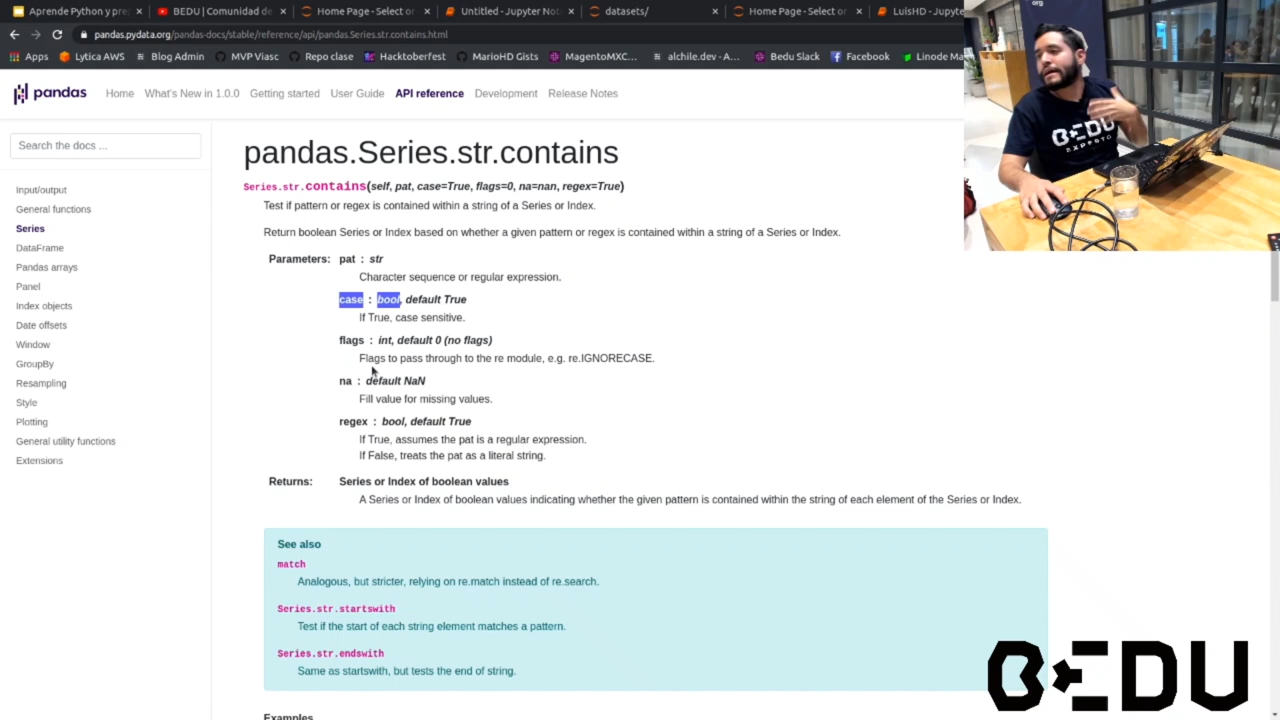 Aprende Python y prep
BEDU | Comunidad de
Home Page - Select or
Untitled - Jupyter Not
datasets/
Home Page - Select or
LuisHD - Jupyte
pandas.pydata.org/pandas-docs/stable/reference/api/pandas.Series.str.contains.html
Apps
Lytica AWS
Blog Admin
MVP Viasc
Repo clase
Hacktoberfest
MarioHD Gists
MagentoMXC...
alchile.dev - A...
Bedu Slack
Facebook
Linode Ma
org
pandas
Home
What's New in 1.0.0
Getting started
User Guide
API reference
Development
Release Notes
BEDU
EXPERTO
Search the docs ...
Input/output
General functions
Series
DataFrame
Pandas arrays
Panel
Index objects
Date offsets
Window
GroupBy
Resampling
Style
Plotting
General utility functions
Extensions
pandas.Series.str.contains
Series.str.contains(self, pat, case=True, flags=0, na=nan, regex=True)
Test if pattern or regex is contained within a string of a Series or Index.
Return boolean Series or Index based on whether a given pattern or regex is contained within a string of a Series or Index.
Parameters: pat : str
Character sequence or regular expression.
case : bool, default True
If True, case sensitive.
flags : int, default 0 (no flags)
Flags to pass through to the re module, e.g. re.IGNORECASE.
na : default NaN
Fill value for missing values.
regex : bool, default True
If True, assumes the pat is a regular expression.
If False, treats the pat as a literal string.
Returns: Series or Index of boolean values
A Series or Index of boolean values indicating whether the given pattern is contained within the string of each element of the Series or Index.
See also
match
Analogous, but stricter, relying on re.match instead of re.search.
Series.str.startswith
Test if the start of each string element matches a pattern.
Series.str.endswith
Same as startswith, but tests the end of string.
Examples
BEDU